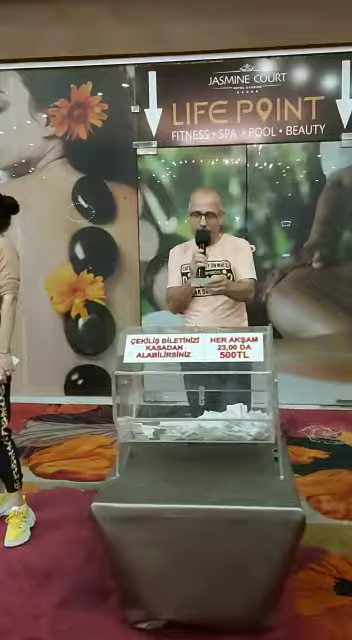 JASMINE COURT
LIFE POINT
FITNESS • SPA • POOL • BEAUTY
ÇEKİLİŞ BİLETİNİZİ
KASADAN
ALABİLİRSİNİZ
HER AKŞAM
23,00 DA
500TL